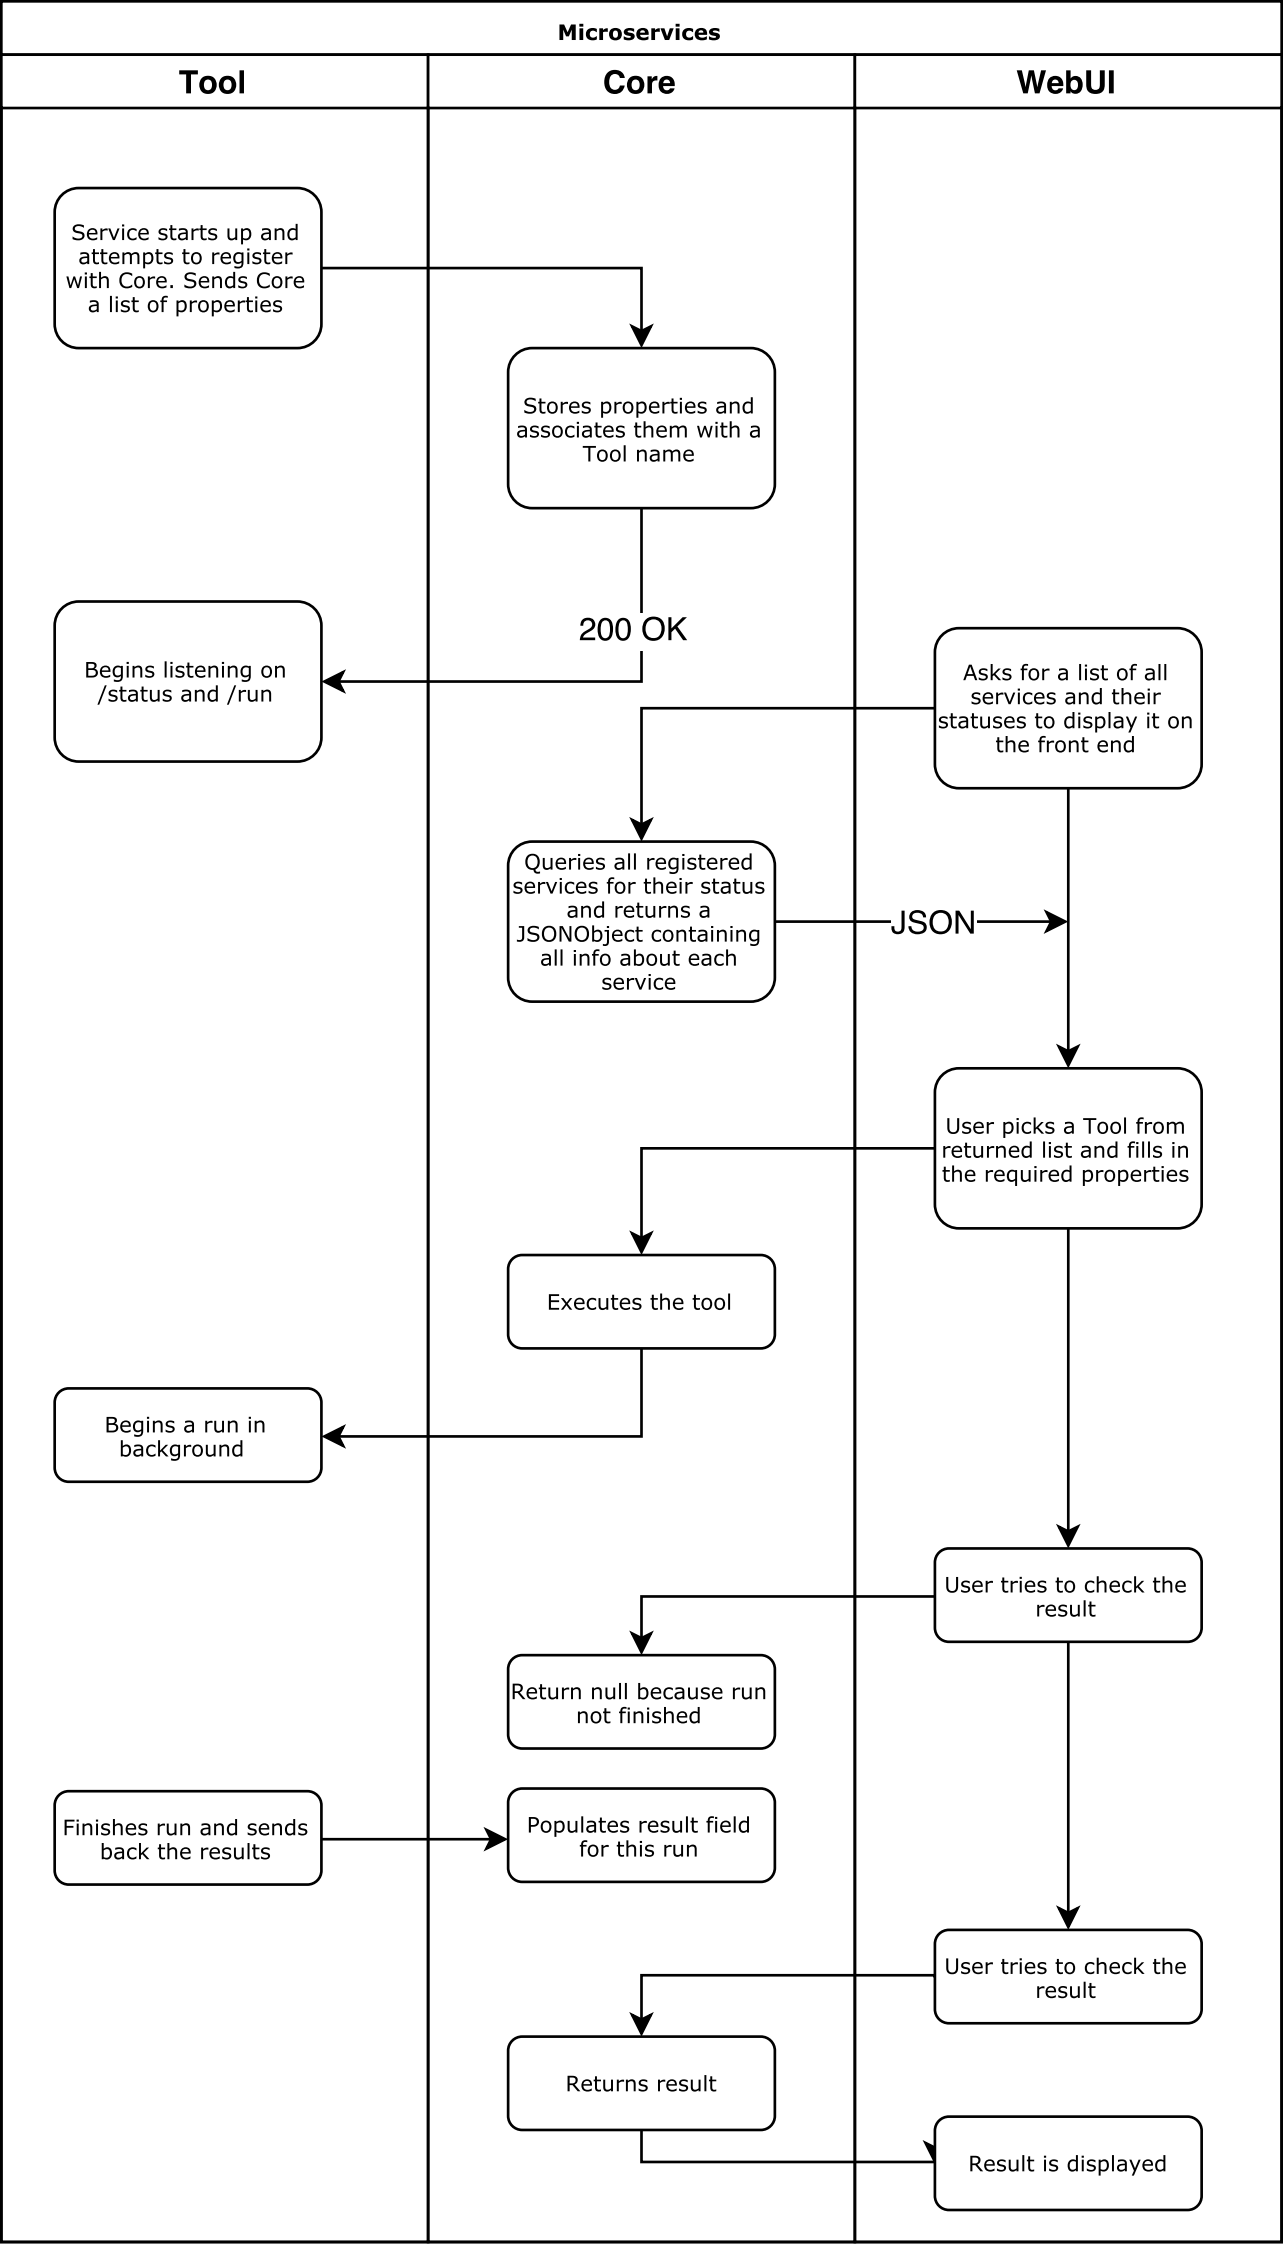 Microservices
Tool
Core
WebUI
Service starts up and
attempts to register
with Core. Sends Core
a list of properties
Stores properties and
associates them with a
Tool name
200 OK
Begins listening on
/status and /run
Asks for a list of all
services and their
statuses to display it on
the front end
Queries all registered
services for their status
and returns a
JSONObject containing
all info about each
service
JSON
User picks a Tool from
returned list and fills in
the required properties
Executes the tool
Begins a run in
background
User tries to check the
result
Return null because run
not finished
Finishes run and sends
back the results
Populates result field
for this run
User tries to check the
result
Returns result
Result is displayed